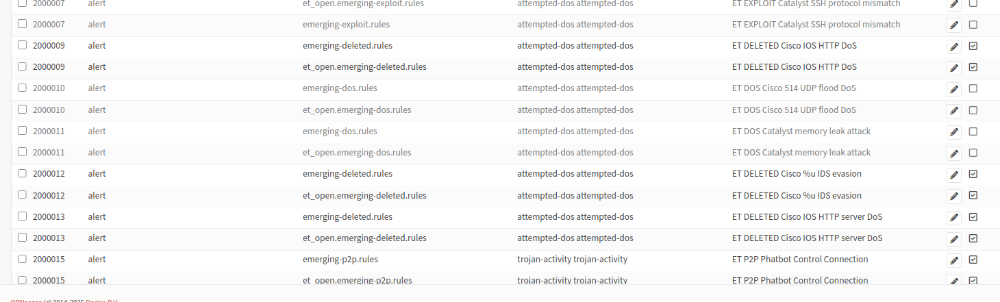 2000007 alert et_open.emerging-exploit.rules attempted-dos attempted-dos ET EXPLOIT Catalyst SSH protocol mismatch
2000007 alert emerging-exploit.rules attempted-dos attempted-dos ET EXPLOIT Catalyst SSH protocol mismatch
2000009 alert emerging-deleted.rules attempted-dos attempted-dos ET DELETED Cisco IOS HTTP DoS
2000009 alert et_open.emerging-deleted.rules attempted-dos attempted-dos ET DELETED Cisco IOS HTTP DoS
2000010 alert emerging-dos.rules attempted-dos attempted-dos ET DOS Cisco 514 UDP flood DoS
2000010 alert et_open.emerging-dos.rules attempted-dos attempted-dos ET DOS Cisco 514 UDP flood DoS
2000011 alert emerging-dos.rules attempted-dos attempted-dos ET DOS Catalyst memory leak attack
2000011 alert et_open.emerging-dos.rules attempted-dos attempted-dos ET DOS Catalyst memory leak attack
2000012 alert emerging-deleted.rules attempted-dos attempted-dos ET DELETED Cisco %u IDS evasion
2000012 alert et_open.emerging-deleted.rules attempted-dos attempted-dos ET DELETED Cisco %u IDS evasion
2000013 alert emerging-deleted.rules attempted-dos attempted-dos ET DELETED Cisco IOS HTTP server DoS
2000013 alert et_open.emerging-deleted.rules attempted-dos attempted-dos ET DELETED Cisco IOS HTTP server DoS
2000015 alert emerging-p2p.rules trojan-activity trojan-activity ET P2P Phatbot Control Connection
2000015 alert et_open.emerging-p2p.rules trojan-activity trojan-activity ET P2P Phatbot Control Connection
OPNsense (c) 2014-2025 Deciso B.V.